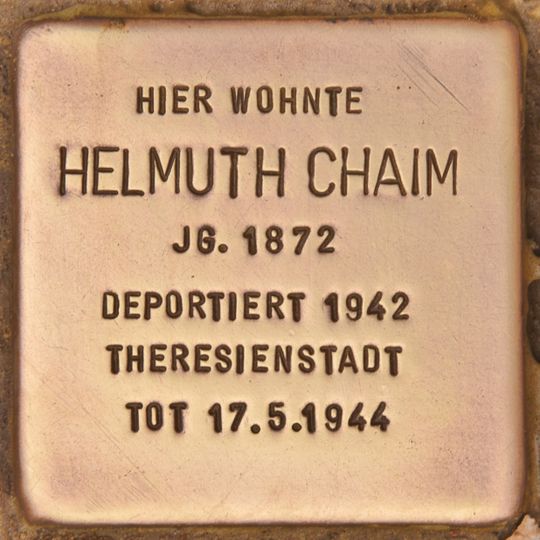 HIER WOHNTE
HELMUTH CHAIM
JG. 1872
DEPORTIERT 1942
THERESIENSTADT
TOT 17.5.1944